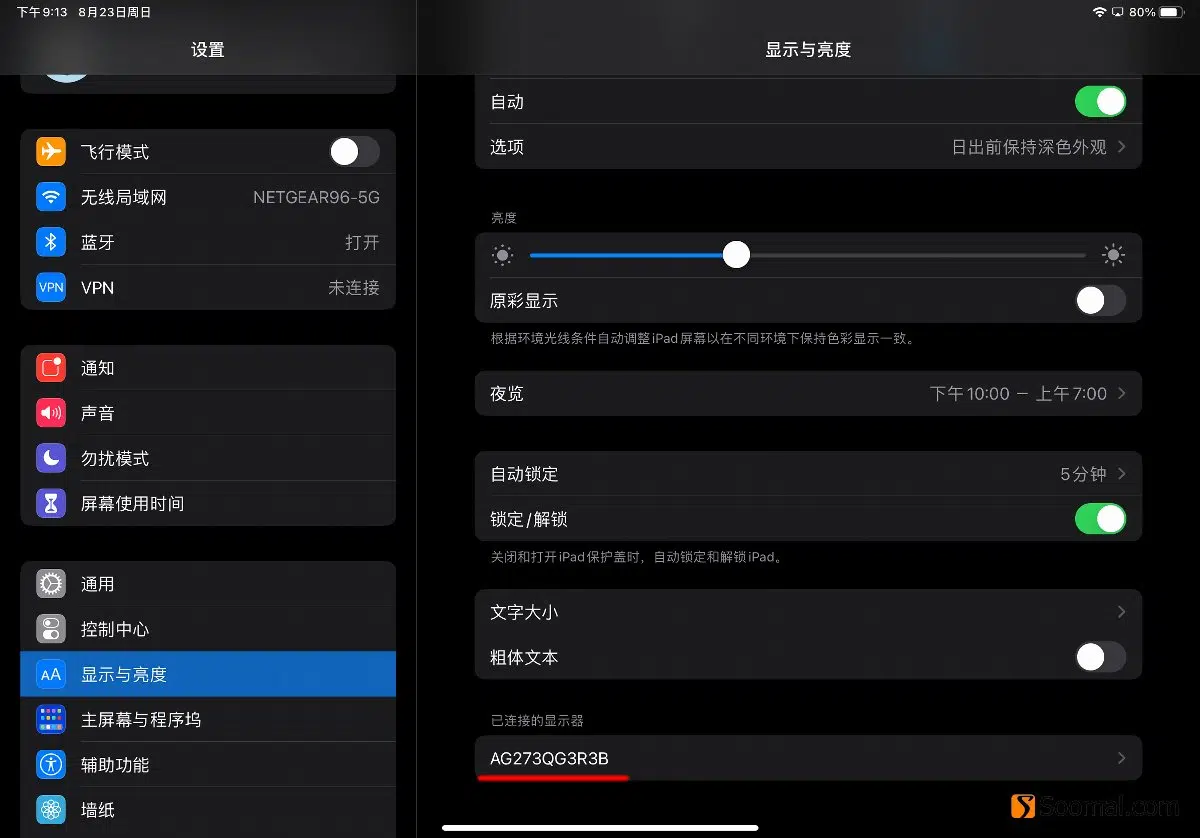 下午9:13 8月23日周日
80%
设置
显示与亮度
飞行模式
无线局域网 NETGEAR96-5G
蓝牙 打开
VPN VPN 未连接
通知
声音
勿扰模式
屏幕使用时间
通用
控制中心
AA 显示与亮度
主屏幕与程序坞
辅助功能
墙纸
自动
选项 日出前保持深色外观
亮度
原彩显示
根据环境光线条件自动调整iPad屏幕以在不同环境下保持色彩显示一致。
夜览 下午10:00 – 上午7:00
自动锁定 5分钟
锁定/解锁
关闭和打开iPad保护盖时，自动锁定和解锁iPad。
文字大小
粗体文本
已连接的显示器
AG273QG3R3B
Soomal.com